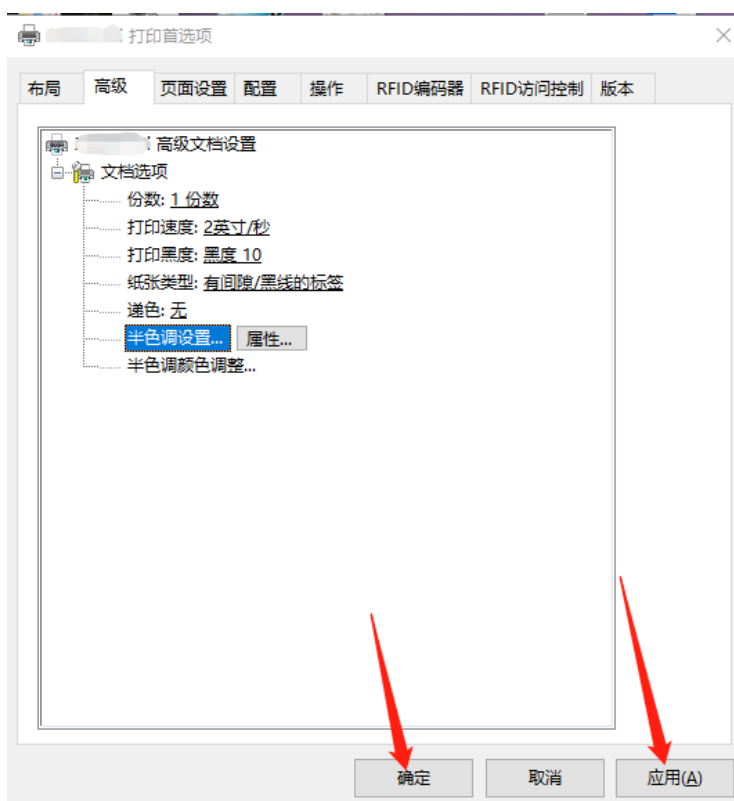 打印首选项
布局 高级 页面设置 配置 操作 RFID编码器 RFID访问控制 版本
高级文档设置
文档选项
份数: 1 份数
打印速度: 2英寸/秒
打印黑度: 黑度 10
纸张类型: 有间隙/黑线的标签
递色: 无
半色调设置... 属性...
半色调颜色调整...
确定 取消 应用(A)